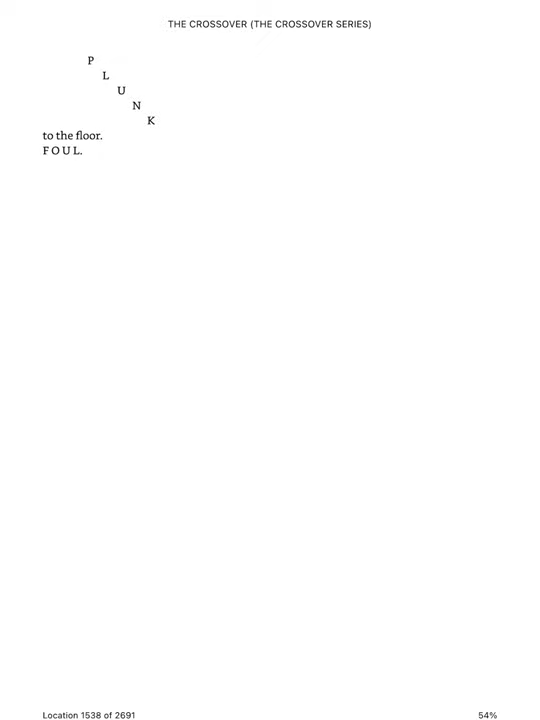 THE CROSSOVER (THE CROSSOVER SERIES)
P
L
U
N
K
to the floor.
F O U L.
Location 1538 of 2691
54%